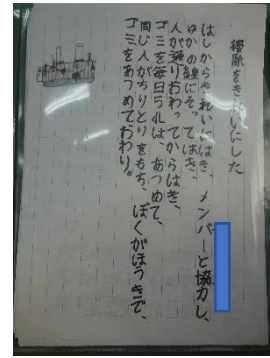 掃除をきれいにした
はしからきれいにはき、メンバーと協力し、
ゆかの線にそってはき、
人が通りおわってからはき、
ゴミを毎日られは、あつめて、
同じ人がちりとりをもち、ぼくがほうきで、
ゴミをあつめておわり。